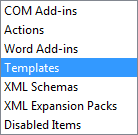 COM Add-ins
Actions
Word Add-ins
Templates
XML Schemas
XML Expansion Packs
Disabled Items